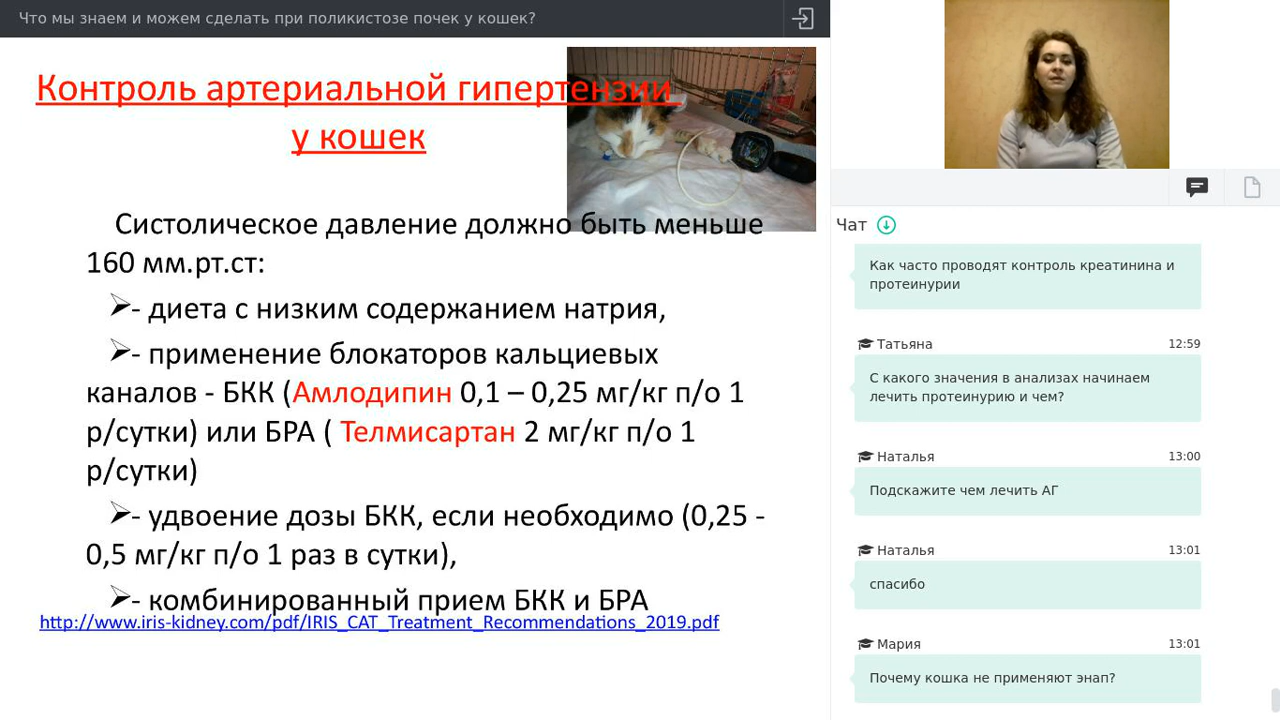 Что мы знаем и можем сделать при поликистозе почек у кошек?
Контроль артериальной гипертензии
у кошек
Систолическое давление должно быть меньше
160 мм.рт.ст:
- диета с низким содержанием натрия,
- применение блокаторов кальциевых
каналов - БКК (Амлодипин 0,1 – 0,25 мг/кг п/о 1
р/сутки) или БРА ( Телмисартан 2 мг/кг п/о 1
р/сутки)
- удвоение дозы БКК, если необходимо (0,25 -
0,5 мг/кг п/о 1 раз в сутки),
- комбинированный прием БКК и БРА
http://www.iris-kidney.com/pdf/IRIS_CAT_Treatment_Recommendations_2019.pdf
Чат
Как часто проводят контроль креатинина и
протеинурии
Татьяна 12:59
С какого значения в анализах начинаем
лечить протеинурию и чем?
Наталья 13:00
Подскажите чем лечить АГ
Наталья 13:01
спасибо
Мария 13:01
Почему кошка не применяют энап?